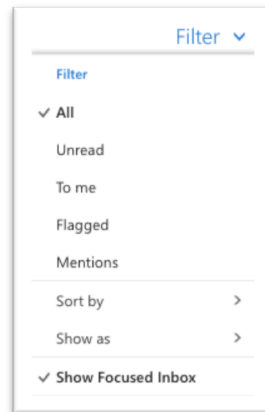 Filter
Filter
All
Unread
To me
Flagged
Mentions
Sort by
Show as
Show Focused Inbox